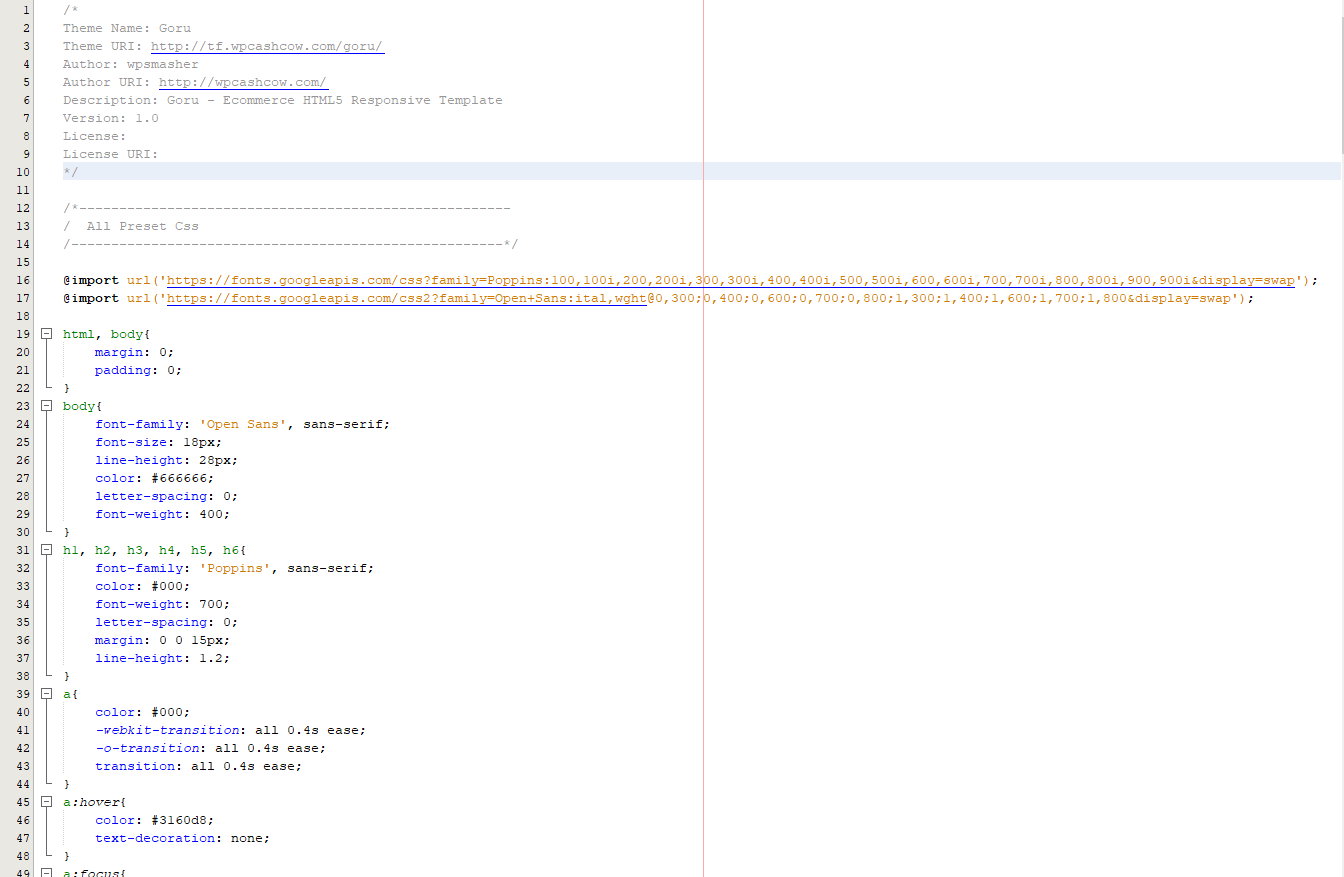 1 /*
2 Theme Name: Goru
3 Theme URI: http://tf.wpcashcow.com/goru/
4 Author: wpsmasher
5 Author URI: http://wpcashcow.com/
6 Description: Goru - Ecommerce HTML5 Responsive Template
7 Version: 1.0
8 License:
9 License URI:
10 */
11
12 /*------------------------------------------------------
13 /  All Preset Css
14 /------------------------------------------------------*/
15
16 @import url('https://fonts.googleapis.com/css?family=Poppins:100,100i,200,200i,300,300i,400,400i,500,500i,600,600i,700,700i,800,800i,900,900i&display=swap');
17 @import url('https://fonts.googleapis.com/css2?family=Open+Sans:ital,wght@0,300;0,400;0,600;0,700;0,800;1,300;1,400;1,600;1,700;1,800&display=swap');
18
19 html, body{
20     margin: 0;
21     padding: 0;
22 }
23 body{
24     font-family: 'Open Sans', sans-serif;
25     font-size: 18px;
26     line-height: 28px;
27     color: #666666;
28     letter-spacing: 0;
29     font-weight: 400;
30 }
31 h1, h2, h3, h4, h5, h6{
32     font-family: 'Poppins', sans-serif;
33     color: #000;
34     font-weight: 700;
35     letter-spacing: 0;
36     margin: 0 0 15px;
37     line-height: 1.2;
38 }
39 a{
40     color: #000;
41     -webkit-transition: all 0.4s ease;
42     -o-transition: all 0.4s ease;
43     transition: all 0.4s ease;
44 }
45 a:hover{
46     color: #3160d8;
47     text-decoration: none;
48 }
49 a:focus{